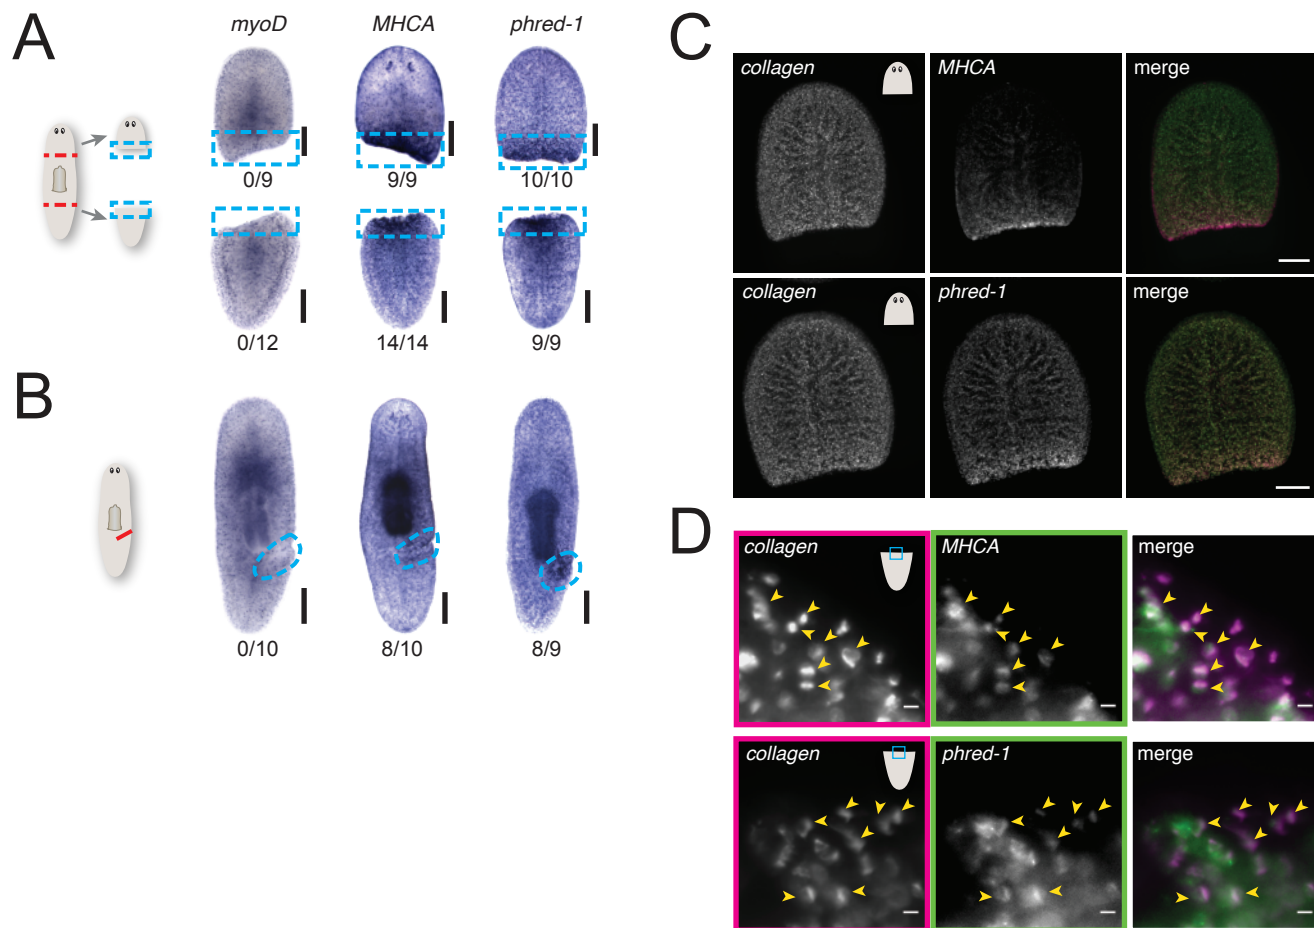 A
myoD
MHCA
phred-1
0/9
9/9
10/10
0/12
14/14
9/9
B
0/10
8/10
8/9
C
collagen
MHCA
merge
collagen
phred-1
merge
D
collagen
MHCA
merge
collagen
phred-1
merge